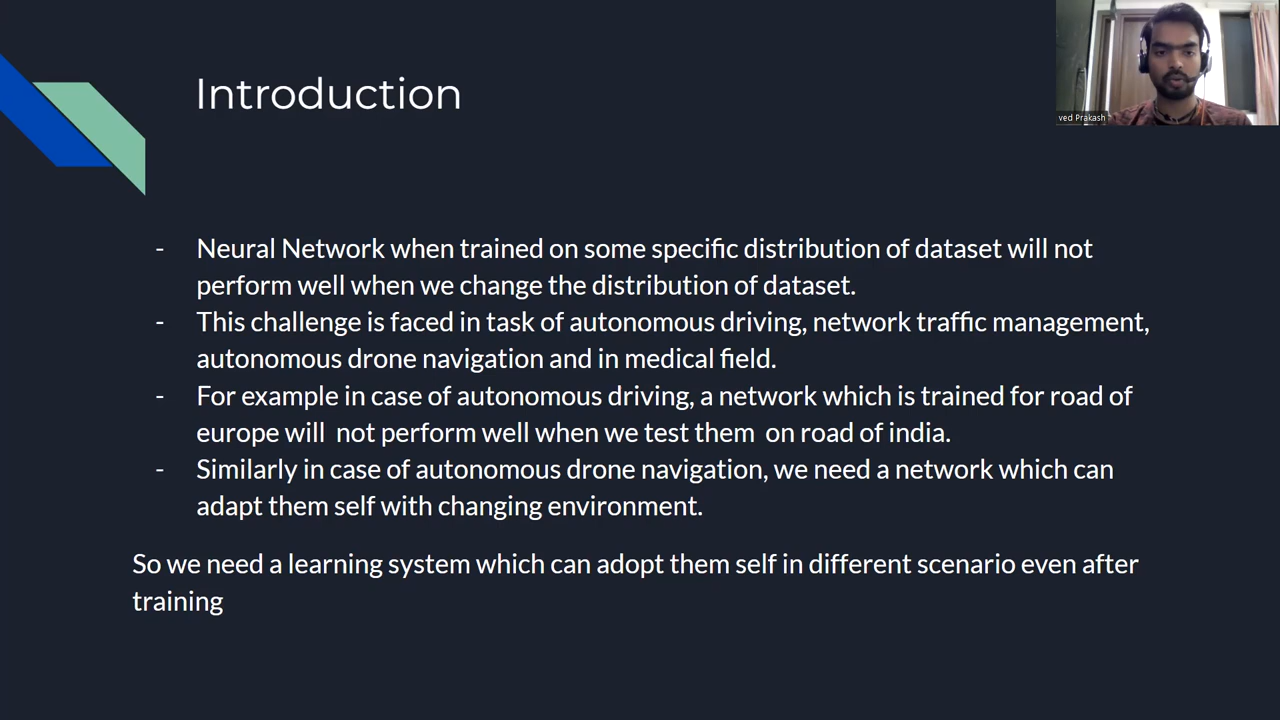 Introduction
ved Prakash
- Neural Network when trained on some specific distribution of dataset will not
perform well when we change the distribution of dataset.
- This challenge is faced in task of autonomous driving, network traffic management,
autonomous drone navigation and in medical field.
- For example in case of autonomous driving, a network which is trained for road of
europe will  not perform well when we test them  on road of india.
- Similarly in case of autonomous drone navigation, we need a network which can
adapt them self with changing environment.
So we need a learning system which can adopt them self in different scenario even after
training